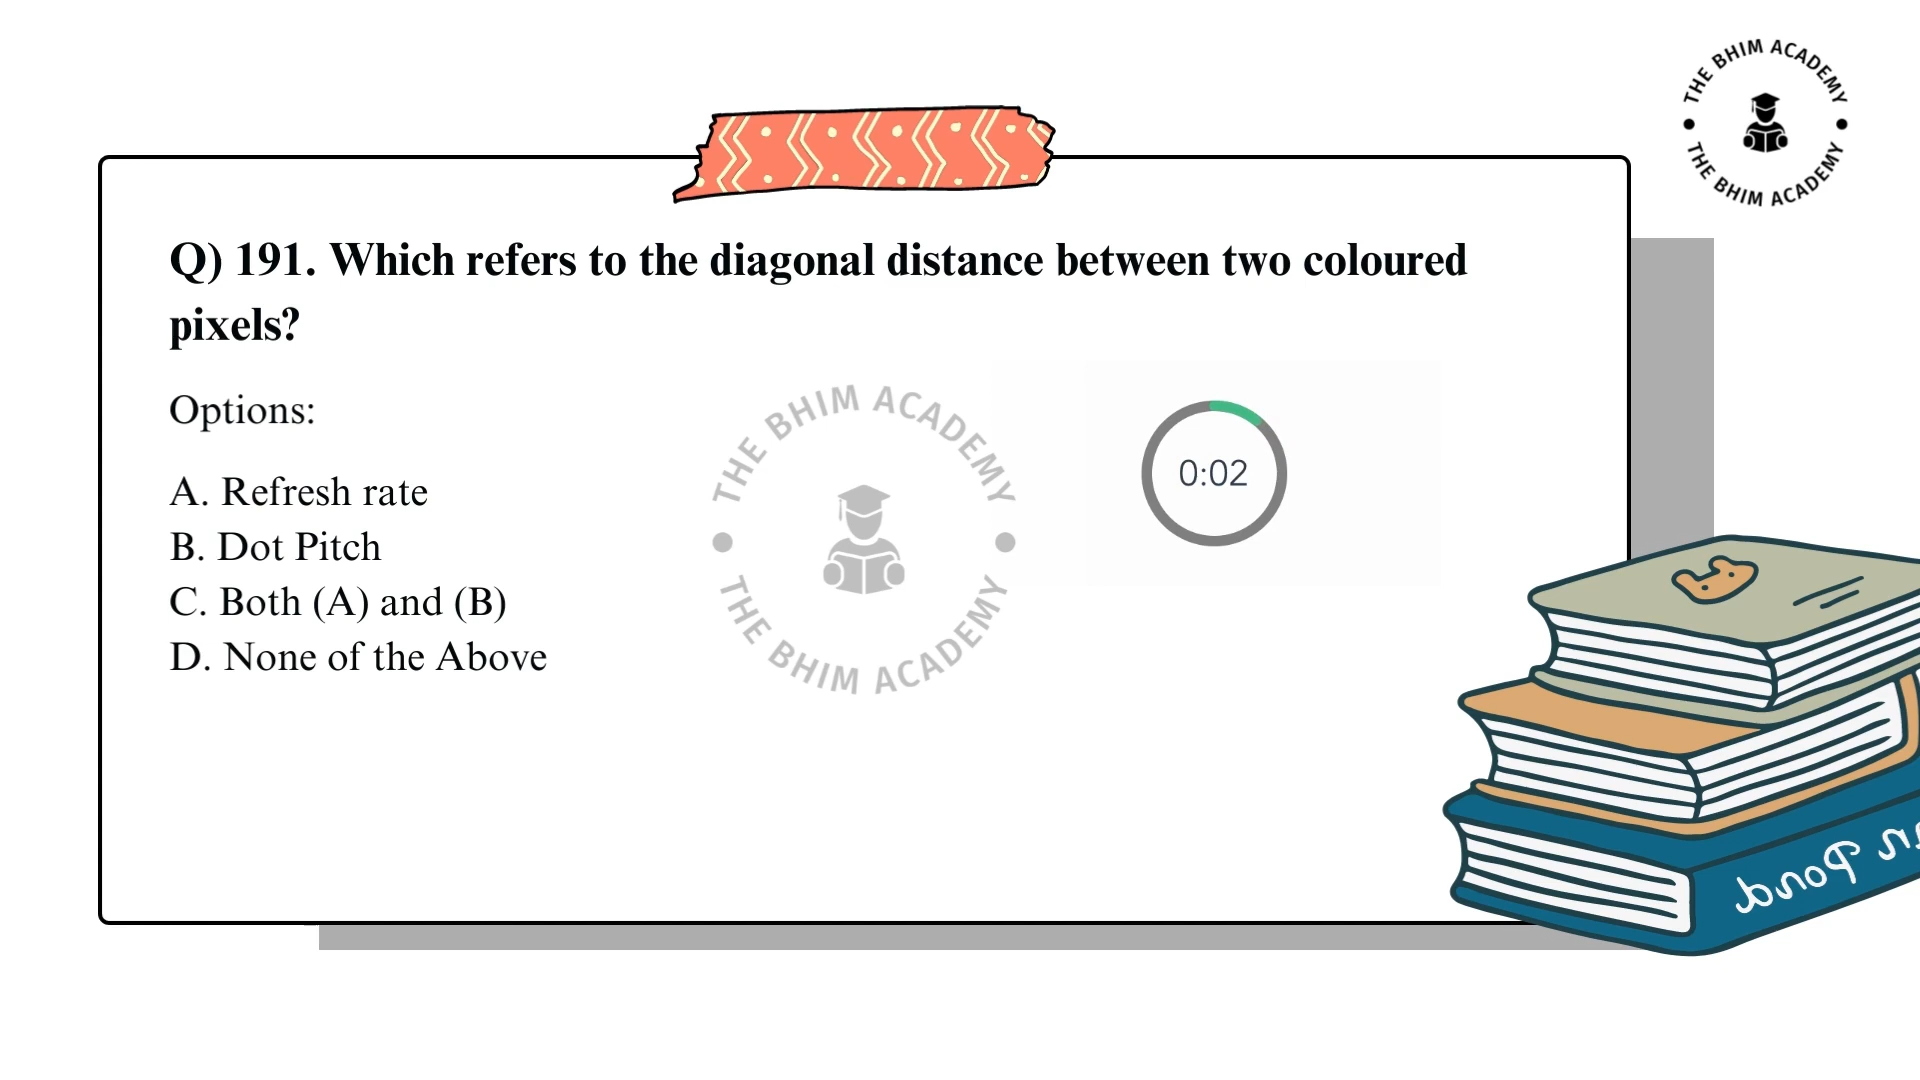 THE BHIM ACADEMY
THE BHIM ACADEMY
Q) 191. Which refers to the diagonal distance between two coloured
pixels?
Options:
A. Refresh rate
B. Dot Pitch
C. Both (A) and (B)
D. None of the Above
THE BHIM ACADEMY
THE BHIM ACADEMY
0:02
Pond